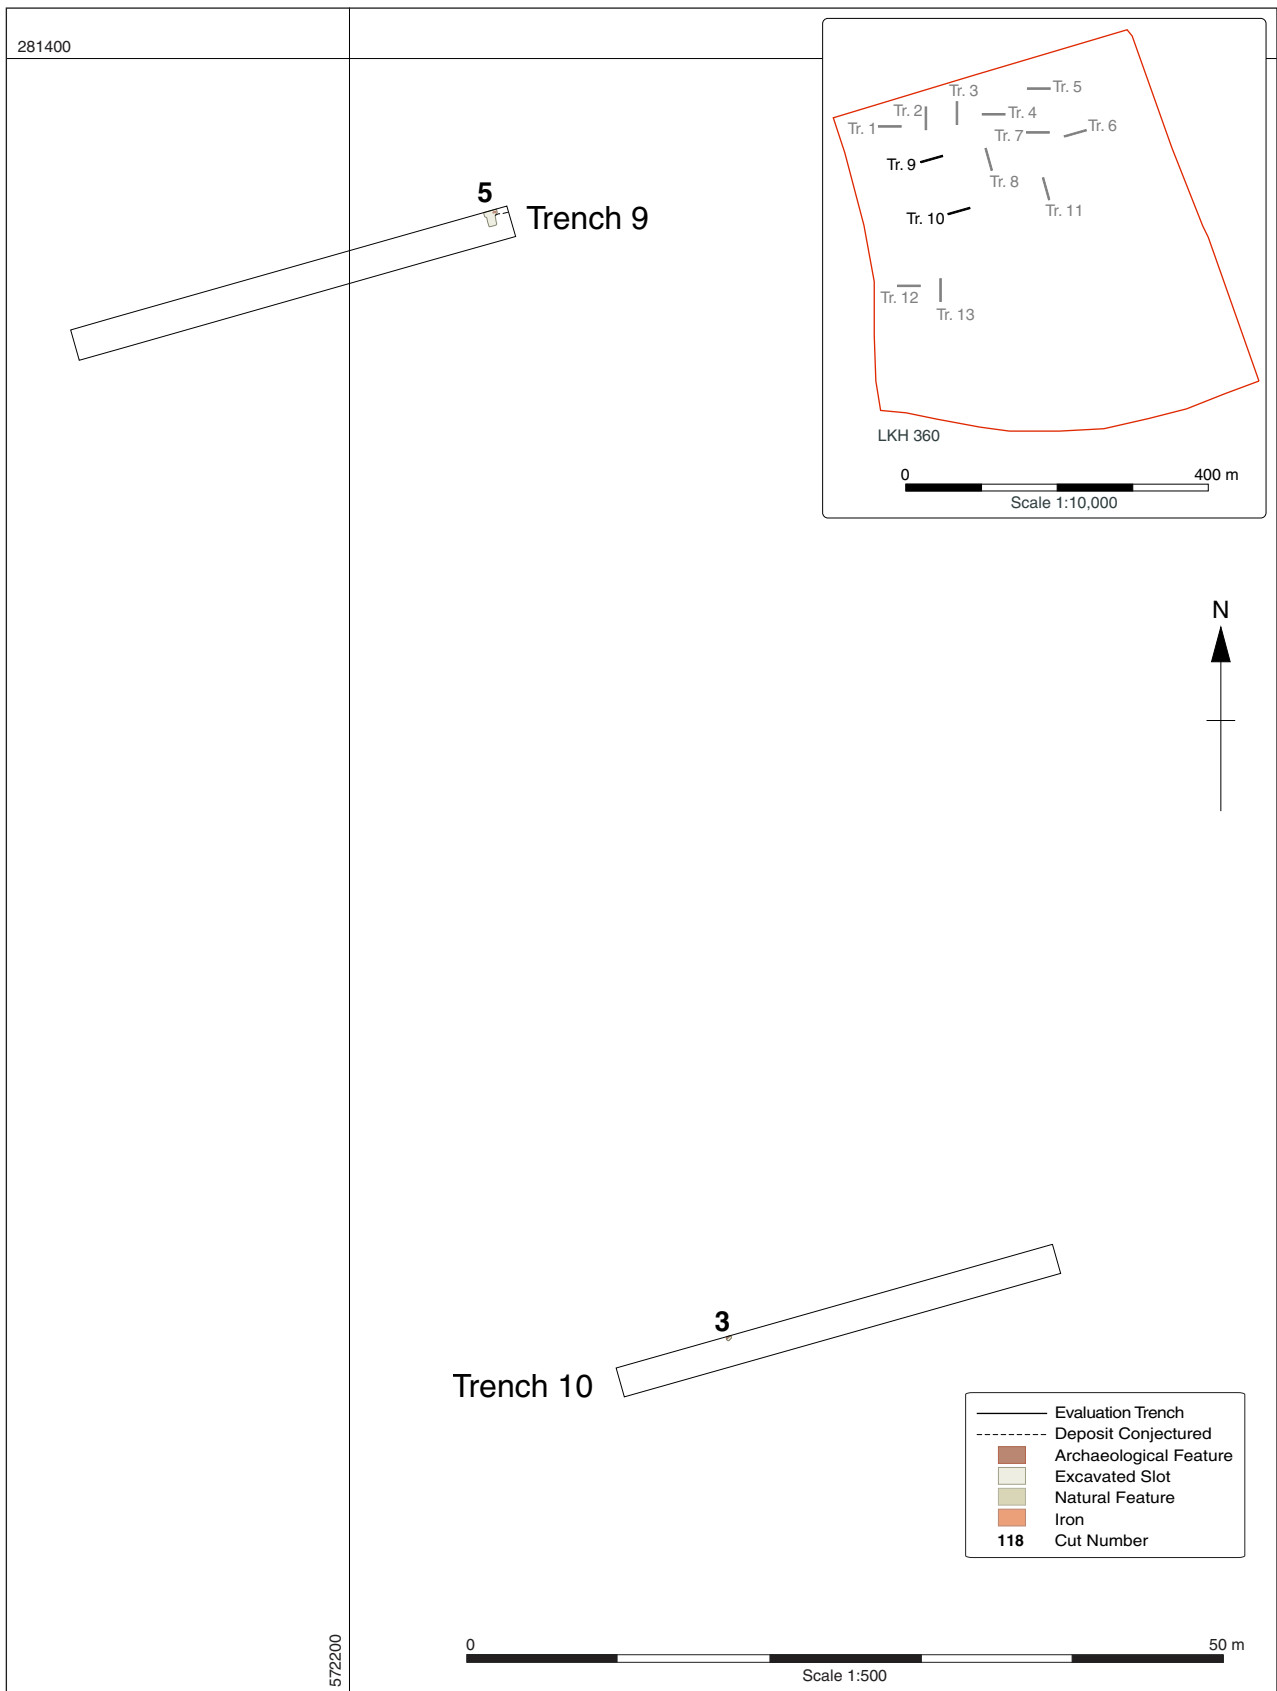 281400
Tr. 1
Tr. 2
Tr. 3
Tr. 4
Tr. 5
Tr. 6
Tr. 7
Tr. 8
Tr. 9
Tr. 10
Tr. 11
Tr. 12
Tr. 13
LKH 360
0 400 m
Scale 1:10,000
5
Trench 9
N
3
Trench 10
Evaluation Trench
Deposit Conjectured
Archaeological Feature
Excavated Slot
Natural Feature
Iron
118 Cut Number
572200
0 50 m
Scale 1:500